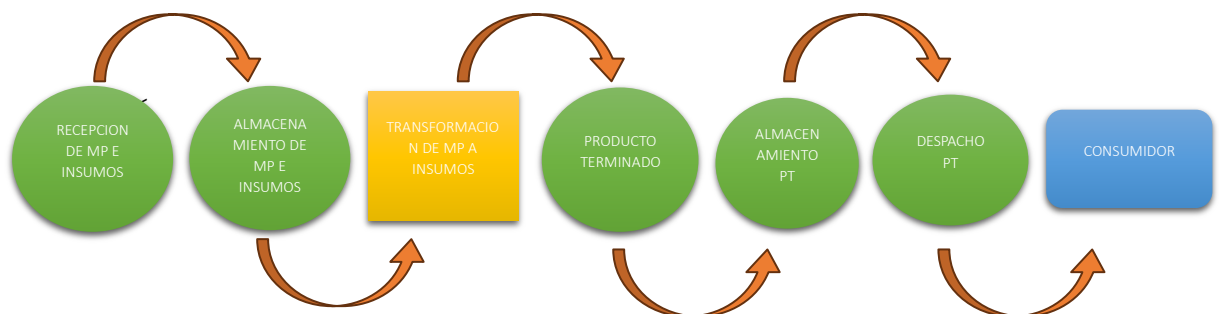 RECEPCION
DE MP E
INSUMOS
ALMACENA
MIENTO DE
MP E
INSUMOS
TRANSFORMACIO
N DE MP A
INSUMOS
PRODUCTO
TERMINADO
ALMACEN
AMIENTO
PT
DESPACHO
PT
CONSUMIDOR